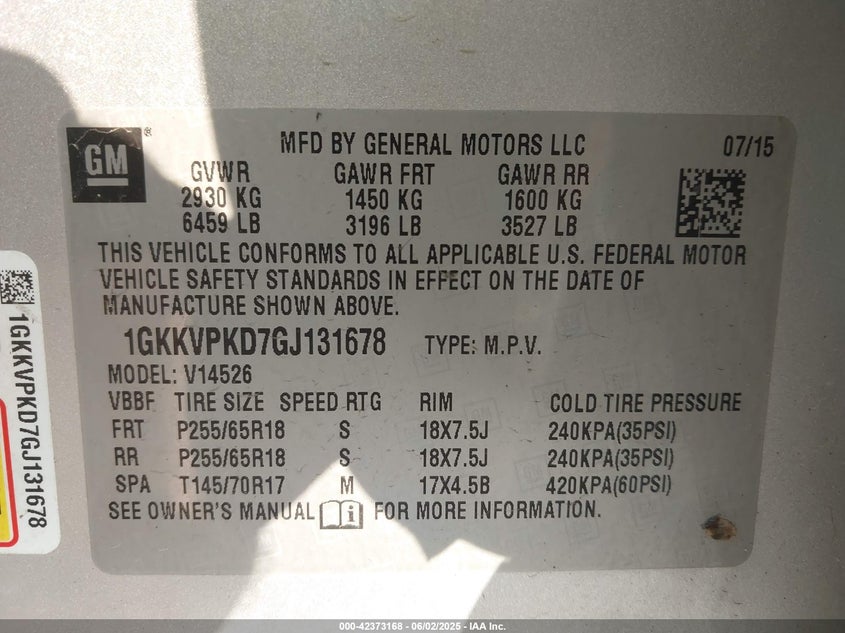 GM ® MFD BY GENERAL MOTORS LLC 07/15
GVWR GAWR FRT GAWR RR
2930 KG 1450 KG 1600 KG
6459 LB 3196 LB 3527 LB
THIS VEHICLE CONFORMS TO ALL APPLICABLE U.S. FEDERAL MOTOR
VEHICLE SAFETY STANDARDS IN EFFECT ON THE DATE OF
MANUFACTURE SHOWN ABOVE.
1GKKVPKD7GJ131678 TYPE: M.P.V.
MODEL: V14526
VBBF TIRE SIZE SPEED RTG RIM COLD TIRE PRESSURE
FRT P255/65R18 S 18X7.5J 240KPA(35PSI)
RR P255/65R18 S 18X7.5J 240KPA(35PSI)
SPA T145/70R17 M 17X4.5B 420KPA(60PSI)
SEE OWNER'S MANUAL i FOR MORE INFORMATION.
1GKKVPKD7GJ131678
000-42373168 - 06/02/2025 - IAA Inc.